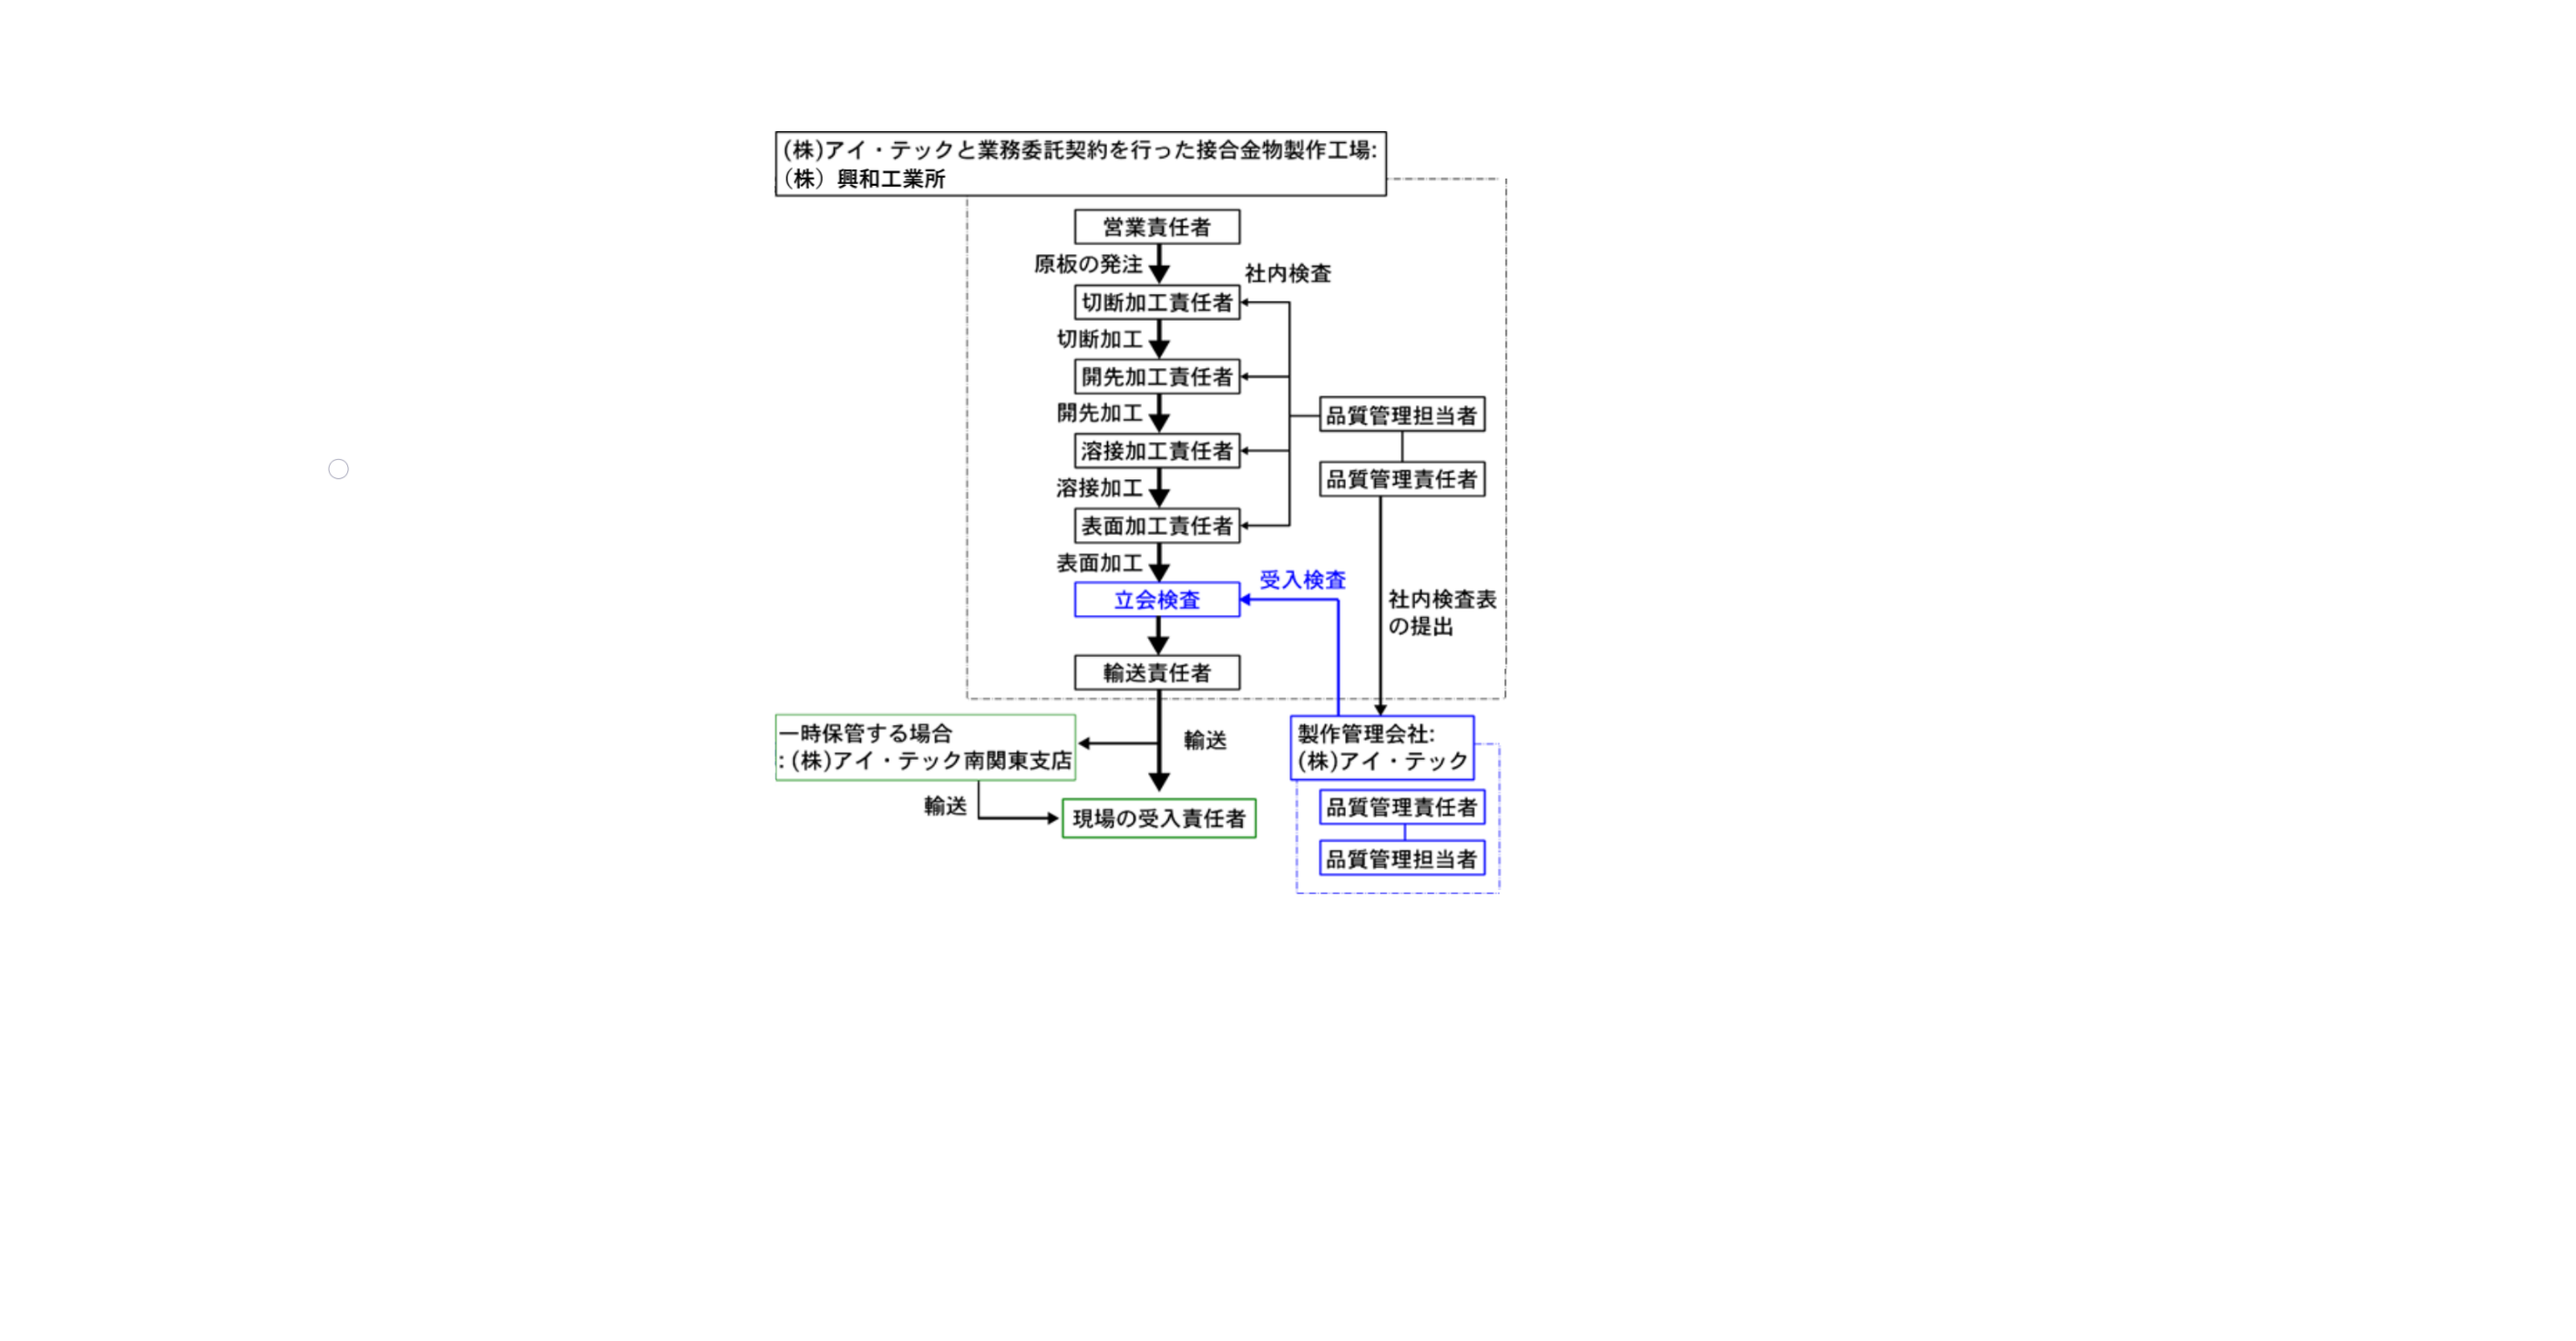 (株)アイ・テックと業務委託契約を行った接合金物製作工場:
(株）興和工業所
営業責任者
原板の発注
社内検査
切断加工責任者
切断加工
開先加工責任者
開先加工
品質管理担当者
溶接加工責任者
品質管理責任者
溶接加工
表面加工責任者
表面加工
受入検査
立会検査
社内検査表
の提出
輸送責任者
一時保管する場合
:(株)アイ・テック南関東支店
輸送
製作管理会社:
(株)アイ・テック
輸送
現場の受入責任者
品質管理責任者
品質管理担当者